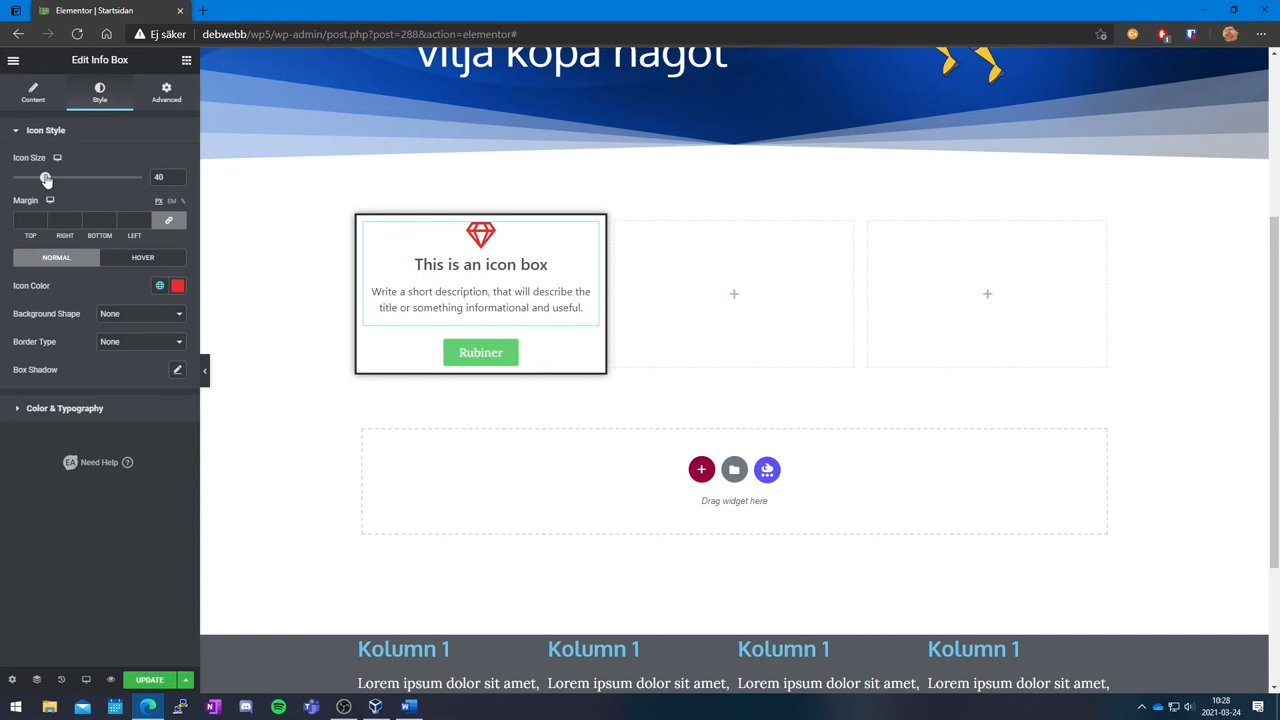 Elementor | Startsidan
Ej säker
debwebb/wp5/wp-admin/post.php?post=288&action=elementor#
1
Edit Info Box
Content
Style
Advanced
Icon Style
Icon Size
40
Margin
PX EM %
TOP RIGHT BOTTOM LEFT
NORMAL HOVER
Icon Color
Background Shape None
Border Type None
Box Shadow
Color & Typography
EA Need Help ?
UPDATE
vilja köpa något
This is an icon box
Write a short description, that will describe the
title or something informational and useful.
Rubiner
Drag widget here
Kolumn 1 Kolumn 1 Kolumn 1 Kolumn 1
Lorem ipsum dolor sit amet, Lorem ipsum dolor sit amet, Lorem ipsum dolor sit amet, Lorem ipsum dolor sit amet,
10:28
2021-03-24